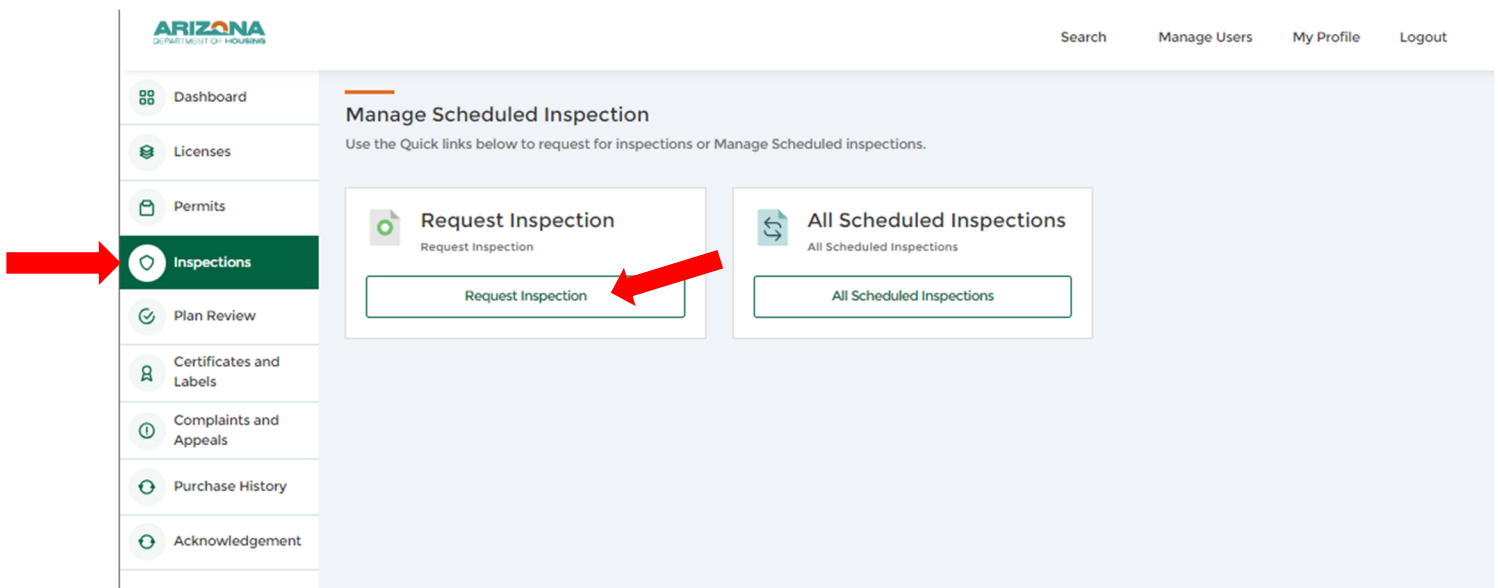 ARIZONA
DEPARTMENT OF HOUSING
Search Manage Users My Profile Logout
Dashboard
Licenses
Permits
Inspections
Plan Review
Certificates and
Labels
Complaints and
Appeals
Purchase History
Acknowledgement
Manage Scheduled Inspection
Use the Quick links below to request for inspections or Manage Scheduled inspections.
Request Inspection
Request Inspection
Request Inspection
All Scheduled Inspections
All Scheduled Inspections
All Scheduled Inspections